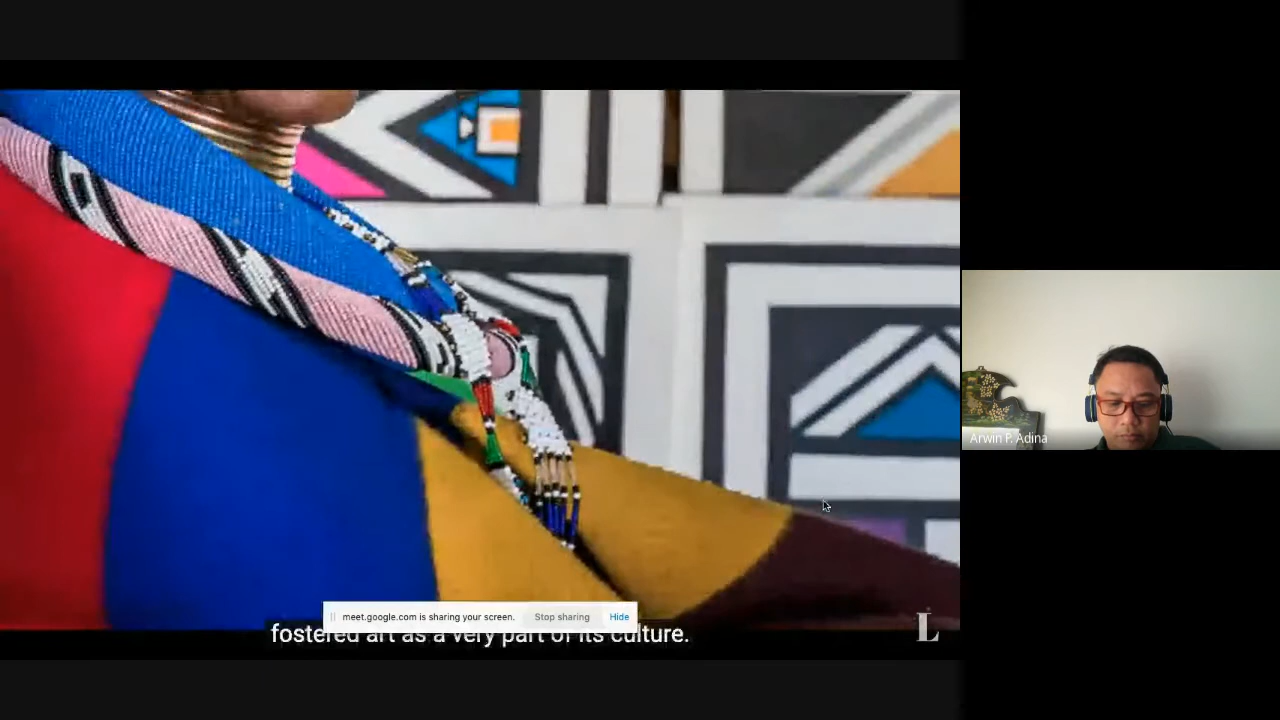 meet.google.com is sharing your screen. Stop sharing Hide
fostered art as a very part of its culture.
Arwin P. Adina
L